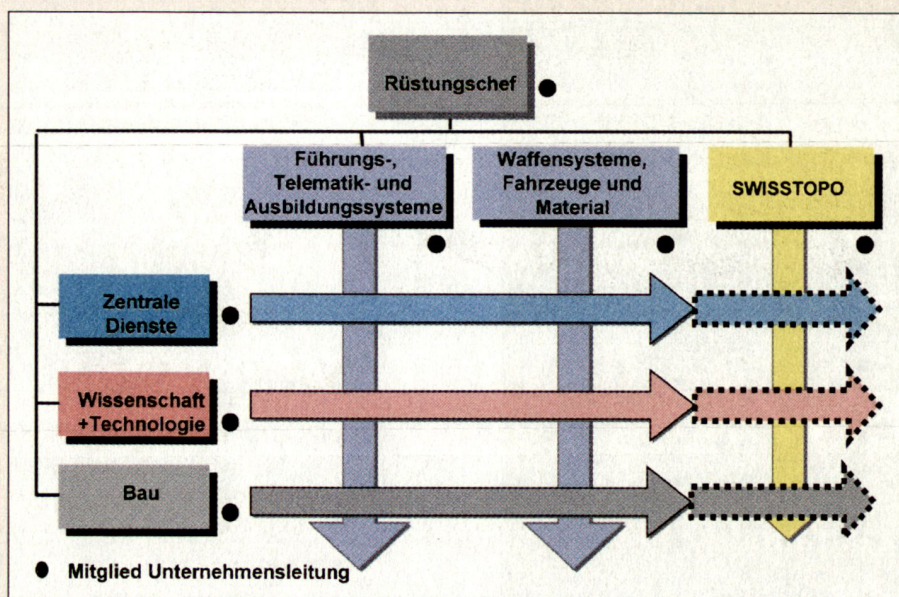 Rüstungschef
Führungs-,
Telematik- und
Ausbildungssysteme
Waffensysteme,
Fahrzeuge und
Material
SWISSTOPO
Zentrale
Dienste
Wissenschaft
+Technologie
Bau
Mitglied Unternehmensleitung